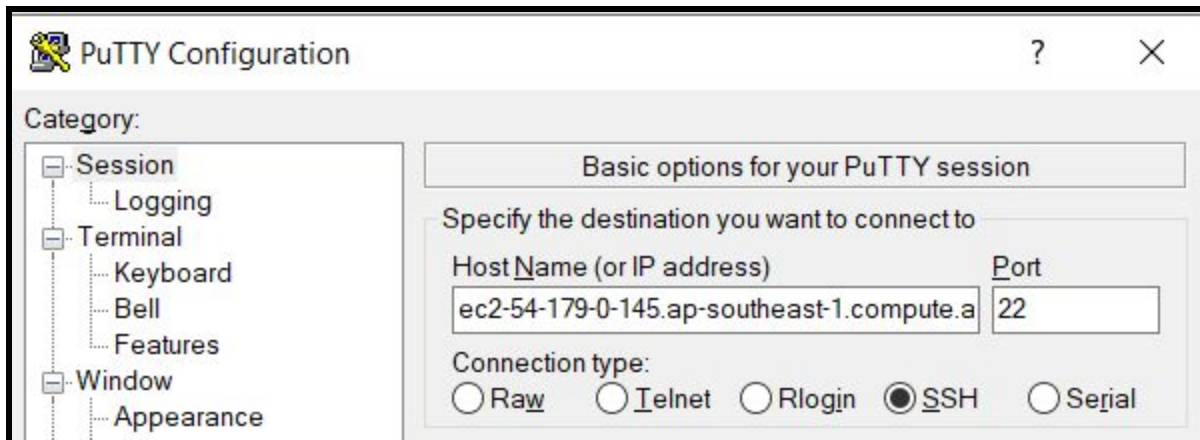 PuTTY Configuration
?
Category:
Session
Logging
Terminal
Keyboard
Bell
Features
Window
Appearance
Basic options for your PuTTY session
Specify the destination you want to connect to
Host Name (or IP address) Port
ec2-54-179-0-145.ap-southeast-1.compute.a 22
Connection type:
Raw Telnet Rlogin SSH Serial